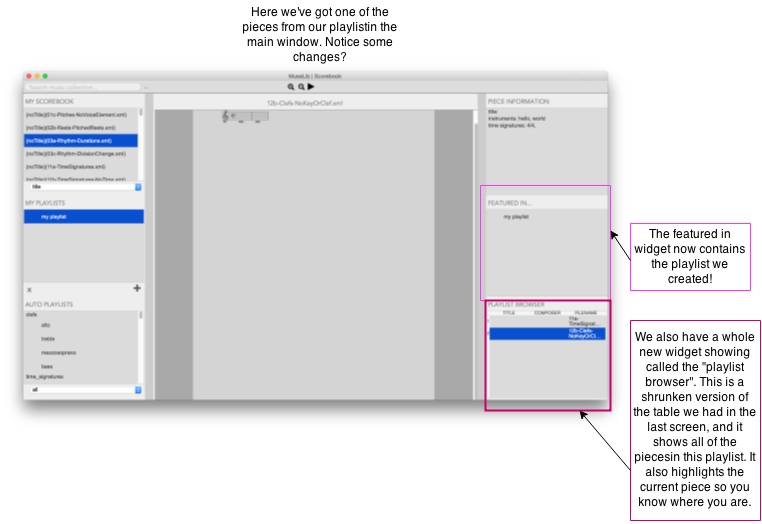 Here we've got one of the
pieces from our playlistin the
main window. Notice some
changes?
MuseLib | Scorebook
Search music collection...
MY SCOREBOOK
(noTitle)(01c-Pitches-NoVoiceElement.xml)
(noTitle)(02b-Rests-PitchedRests.xml)
(noTitle)(03a-Rhythm-Durations.xml)
(noTitle)(03c-Rhythm-DivisionChange.xml)
(noTitle)(11a-TimeSignatures.xml)
title
MY PLAYLISTS
my playlist
AUTO PLAYLISTS
clefs
alto
treble
mezzosoprano
bass
time_signatures
all
12b-Clefs-NoKeyOrClef.xml
PIECE INFORMATION
title:
instruments: hello, world
time signatures: 4/4,
FEATURED IN...
my playlist
PLAYLIST BROWSER
TITLE COMPOSER FILENAME
11a-
TimeSignat...
12b-Clefs-
NoKeyOrCl...
The featured in
widget now contains
the playlist we
created!
We also have a whole
new widget showing
called the "playlist
browser". This is a
shrunken version of
the table we had in the
last screen, and it
shows all of the
piecesin this playlist. It
also highlights the
current piece so you
know where you are.